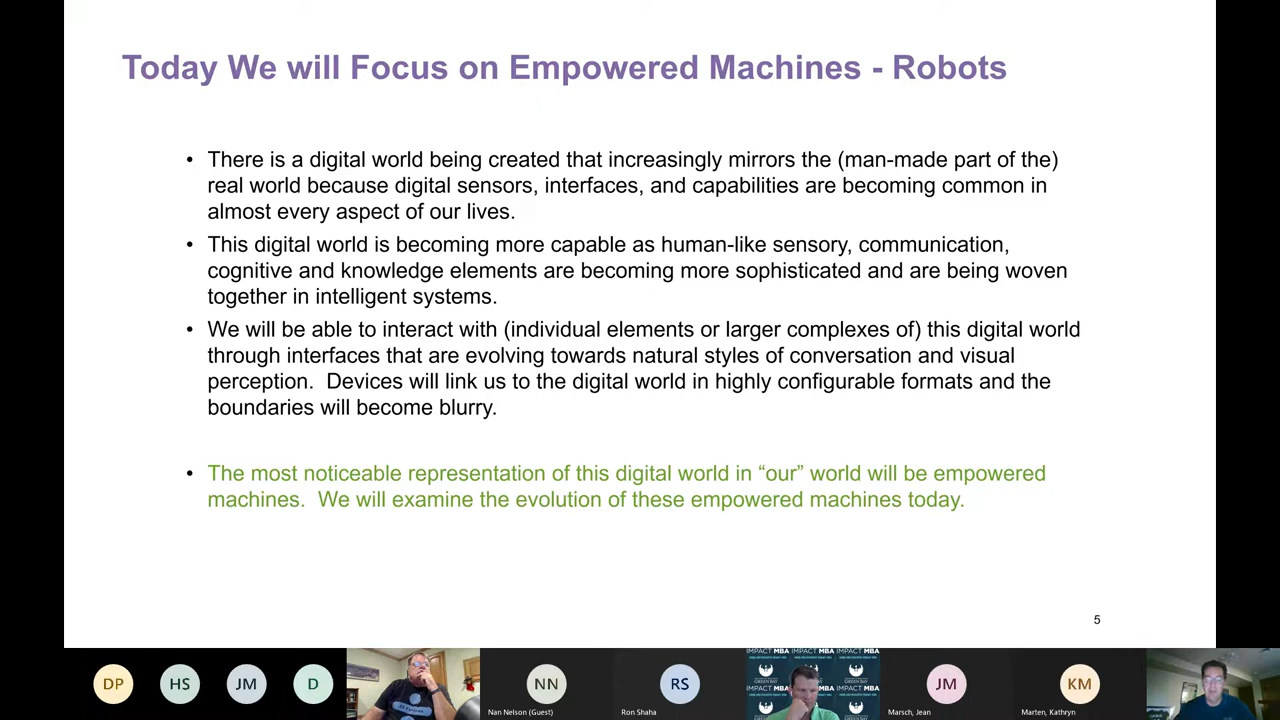 Today We will Focus on Empowered Machines - Robots
• There is a digital world being created that increasingly mirrors the (man-made part of the)
real world because digital sensors, interfaces, and capabilities are becoming common in
almost every aspect of our lives.
• This digital world is becoming more capable as human-like sensory, communication,
cognitive and knowledge elements are becoming more sophisticated and are being woven
together in intelligent systems.
• We will be able to interact with (individual elements or larger complexes of) this digital world
through interfaces that are evolving towards natural styles of conversation and visual
perception.  Devices will link us to the digital world in highly configurable formats and the
boundaries will become blurry.
• The most noticeable representation of this digital world in “our” world will be empowered
machines.  We will examine the evolution of these empowered machines today.
5
DP
HS
JM
D
NN
Nan Nelson (Guest)
RS
Ron Shaha
IMPACT MBA
GREEN BAY
IMPACT MBA
JM
Marsch, Jean
KM
Marten, Kathryn